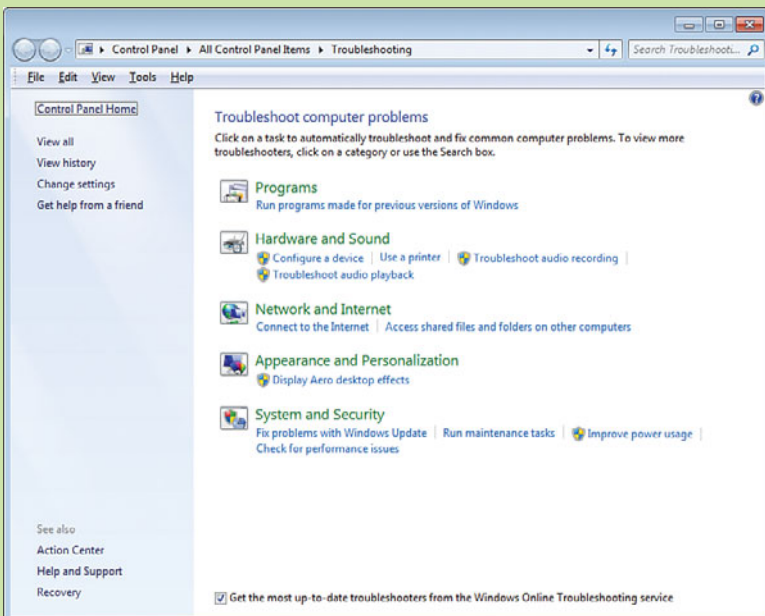 Control Panel ▸ All Control Panel Items ▸ Troubleshooting
Search Troubleshooti...
File Edit View Tools Help
Control Panel Home
View all
View history
Change settings
Get help from a friend
Troubleshoot computer problems
Click on a task to automatically troubleshoot and fix common computer problems. To view more
troubleshooters, click on a category or use the Search box.
Programs
Run programs made for previous versions of Windows
Hardware and Sound
Configure a device | Use a printer | Troubleshoot audio recording |
Troubleshoot audio playback
Network and Internet
Connect to the Internet | Access shared files and folders on other computers
Appearance and Personalization
Display Aero desktop effects
System and Security
Fix problems with Windows Update | Run maintenance tasks | Improve power usage |
Check for performance issues
See also
Action Center
Help and Support
Recovery
Get the most up-to-date troubleshooters from the Windows Online Troubleshooting service